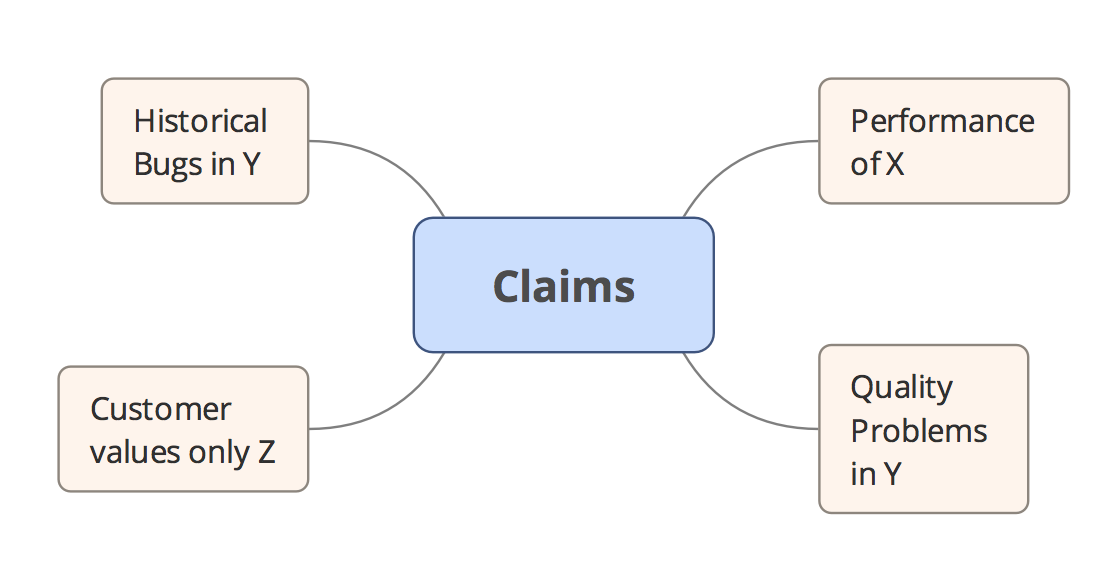 Historical
Bugs in Y
Performance
of X
Claims
Customer
values only Z
Quality
Problems
in Y